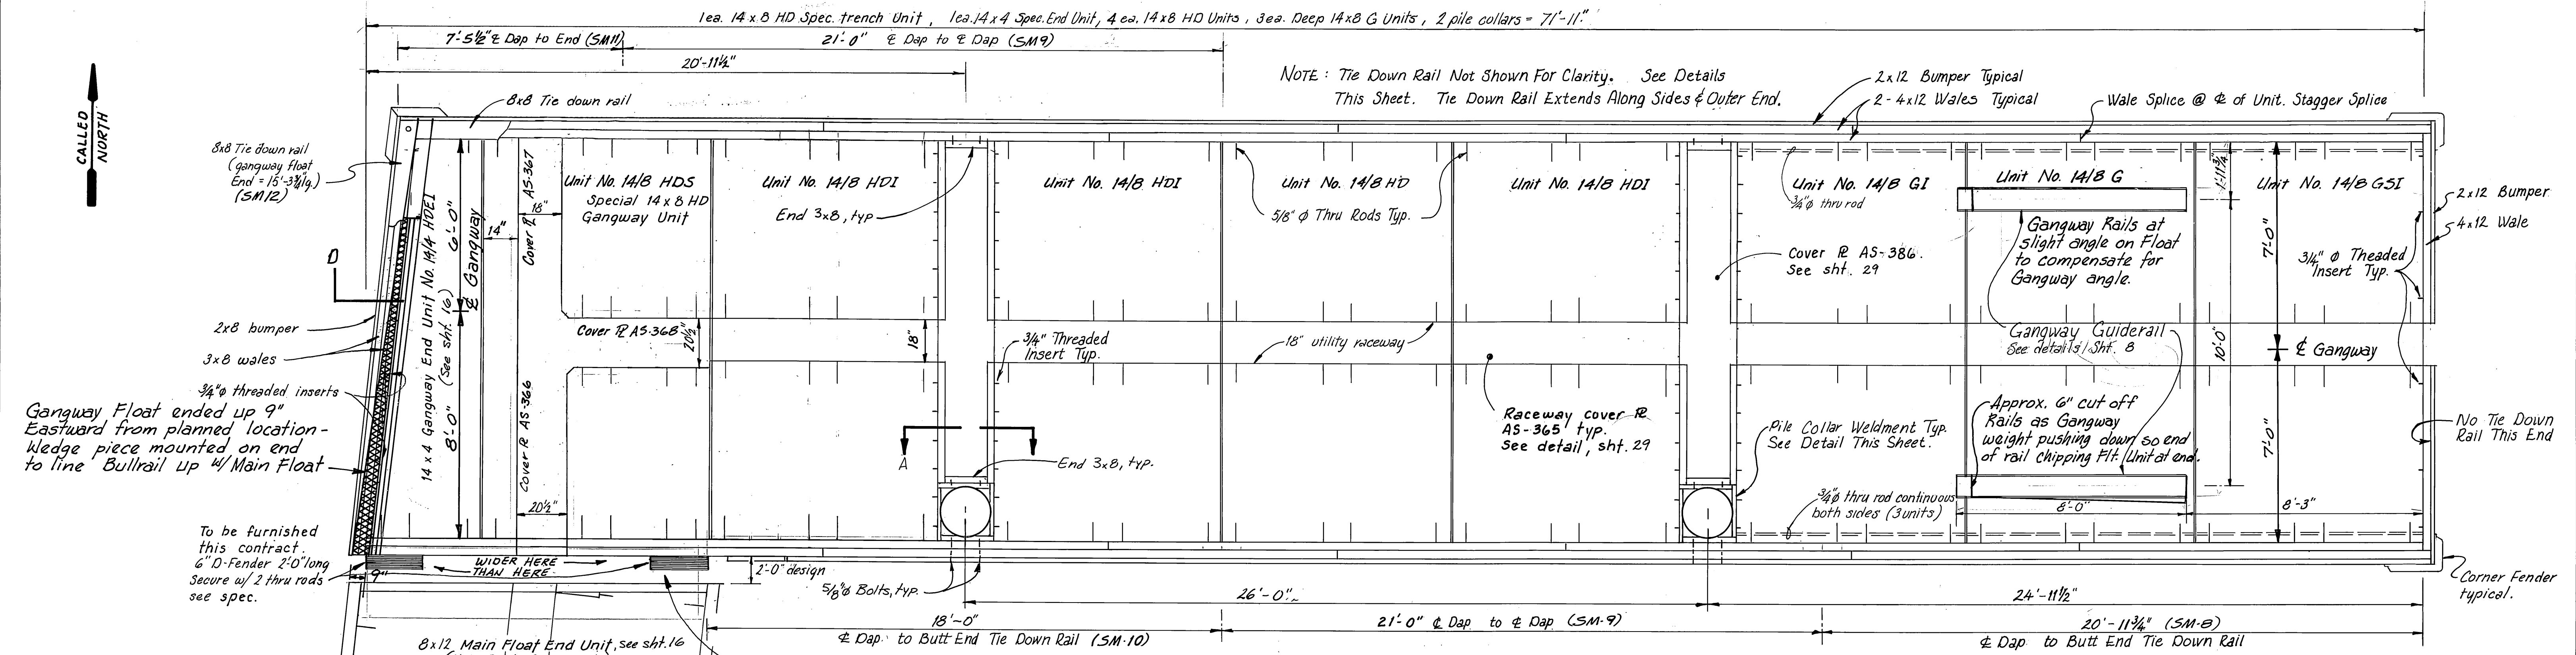 1ea. 14 x 8 HD Spec. trench Unit, 1ea. 14 x 4 Spec. End Unit, 4 ea. 14 x 8 HD Units, 3ea. Deep 14x8 G Units, 2 pile collars = 71'-11"
7'-5½" ℄ Dap to End (SM11)
21'-0" ℄ Dap to ℄ Dap (SM9)
20'-11½"
NOTE: Tie Down Rail Not Shown For Clarity. See Details
This Sheet. Tie Down Rail Extends Along Sides & Outer End.
2x12 Bumper Typical
2 - 4x12 Wales Typical
Wale Splice @ ℄ of Unit. Stagger Splice
CALLED
NORTH
8x8 Tie down rail
8x8 Tie down rail
(gangway float
End = 15'-3¾"lg.)
(SM12)
14 x 4 Gangway End Unit No. 14/4 HDEI
(See sht. 16)
6'-0"
8'-0"
℄ Gangway
14"
Cover ℞ AS-367
18"
Unit No. 14/8 HDS
Special 14 x 8 HD
Gangway Unit
Unit No. 14/8 HDI
End 3x8, typ
Unit No. 14/8 HDI
Unit No. 14/8 HD
5/8" ⌀ Thru Rods Typ.
Unit No. 14/8 HDI
Unit No. 14/8 GI
¾"⌀ thru rod
Unit No. 14/8 G
1'-11¾"
Unit No. 14/8 GSI
2x12 Bumper
4x12 Wale
Gangway Rails at
slight angle on Float
to compensate for
Gangway angle.
7'-0"
3/4" ⌀ Theaded
Insert Typ.
Cover ℞ AS-386.
See sht. 29
D
2x8 bumper
3x8 wales
¾"⌀ threaded inserts
Cover ℞ AS-368
20½"
18"
3/4" Threaded
Insert Typ.
18" utility raceway
Gangway Guiderail
See details/Sht. 8
10'-0"
℄ Gangway
Gangway Float ended up 9"
Eastward from planned location -
Wedge piece mounted on end
to line Bullrail up w/ Main Float
Cover ℞ AS-366
20½"
A
End 3x8, typ.
Raceway cover ℞
AS-365 typ.
See detail, sht. 29
Pile Collar Weldment Typ.
See Detail This Sheet.
Approx. 6" cut off
Rails as Gangway
weight pushing down so end
of rail chipping Flt. Unit at end.
7'-0"
No Tie Down
Rail This End
¾"⌀ thru rod continuous
both sides (3 units)
8'-0"
8'-3"
To be furnished
this contract.
6" D-Fender 2'-0" long
Secure w/ 2 thru rods
see spec.
9"
WIDER HERE
THAN HERE
2'-0" design
5/8"⌀ Bolts, typ.
26'-0"
24'-11½"
Corner Fender
typical.
18'-0"
℄ Dap to Butt End Tie Down Rail (SM-10)
21'-0" ℄ Dap to ℄ Dap (SM-9)
20'-11¾" (SM-8)
℄ Dap to Butt End Tie Down Rail
8x12 Main Float End Unit, see sht. 16